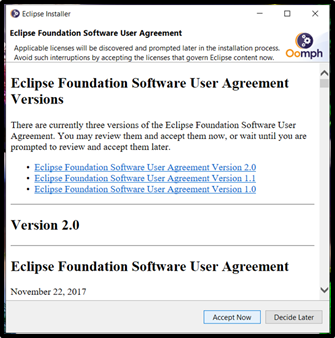 Eclipse Installer
Eclipse Foundation Software User Agreement
Applicable licenses will be discovered and prompted later in the installation process.
Avoid such interruptions by accepting the licenses that govern Eclipse content now.
Oomph
Eclipse Foundation Software User Agreement
Versions
There are currently three versions of the Eclipse Foundation Software User
Agreement. You may review them and accept them now, or wait until you are
prompted to review and accept them later.
• Eclipse Foundation Software User Agreement Version 2.0
• Eclipse Foundation Software User Agreement Version 1.1
• Eclipse Foundation Software User Agreement Version 1.0
Version 2.0
Eclipse Foundation Software User Agreement
November 22, 2017
Accept Now
Decide Later